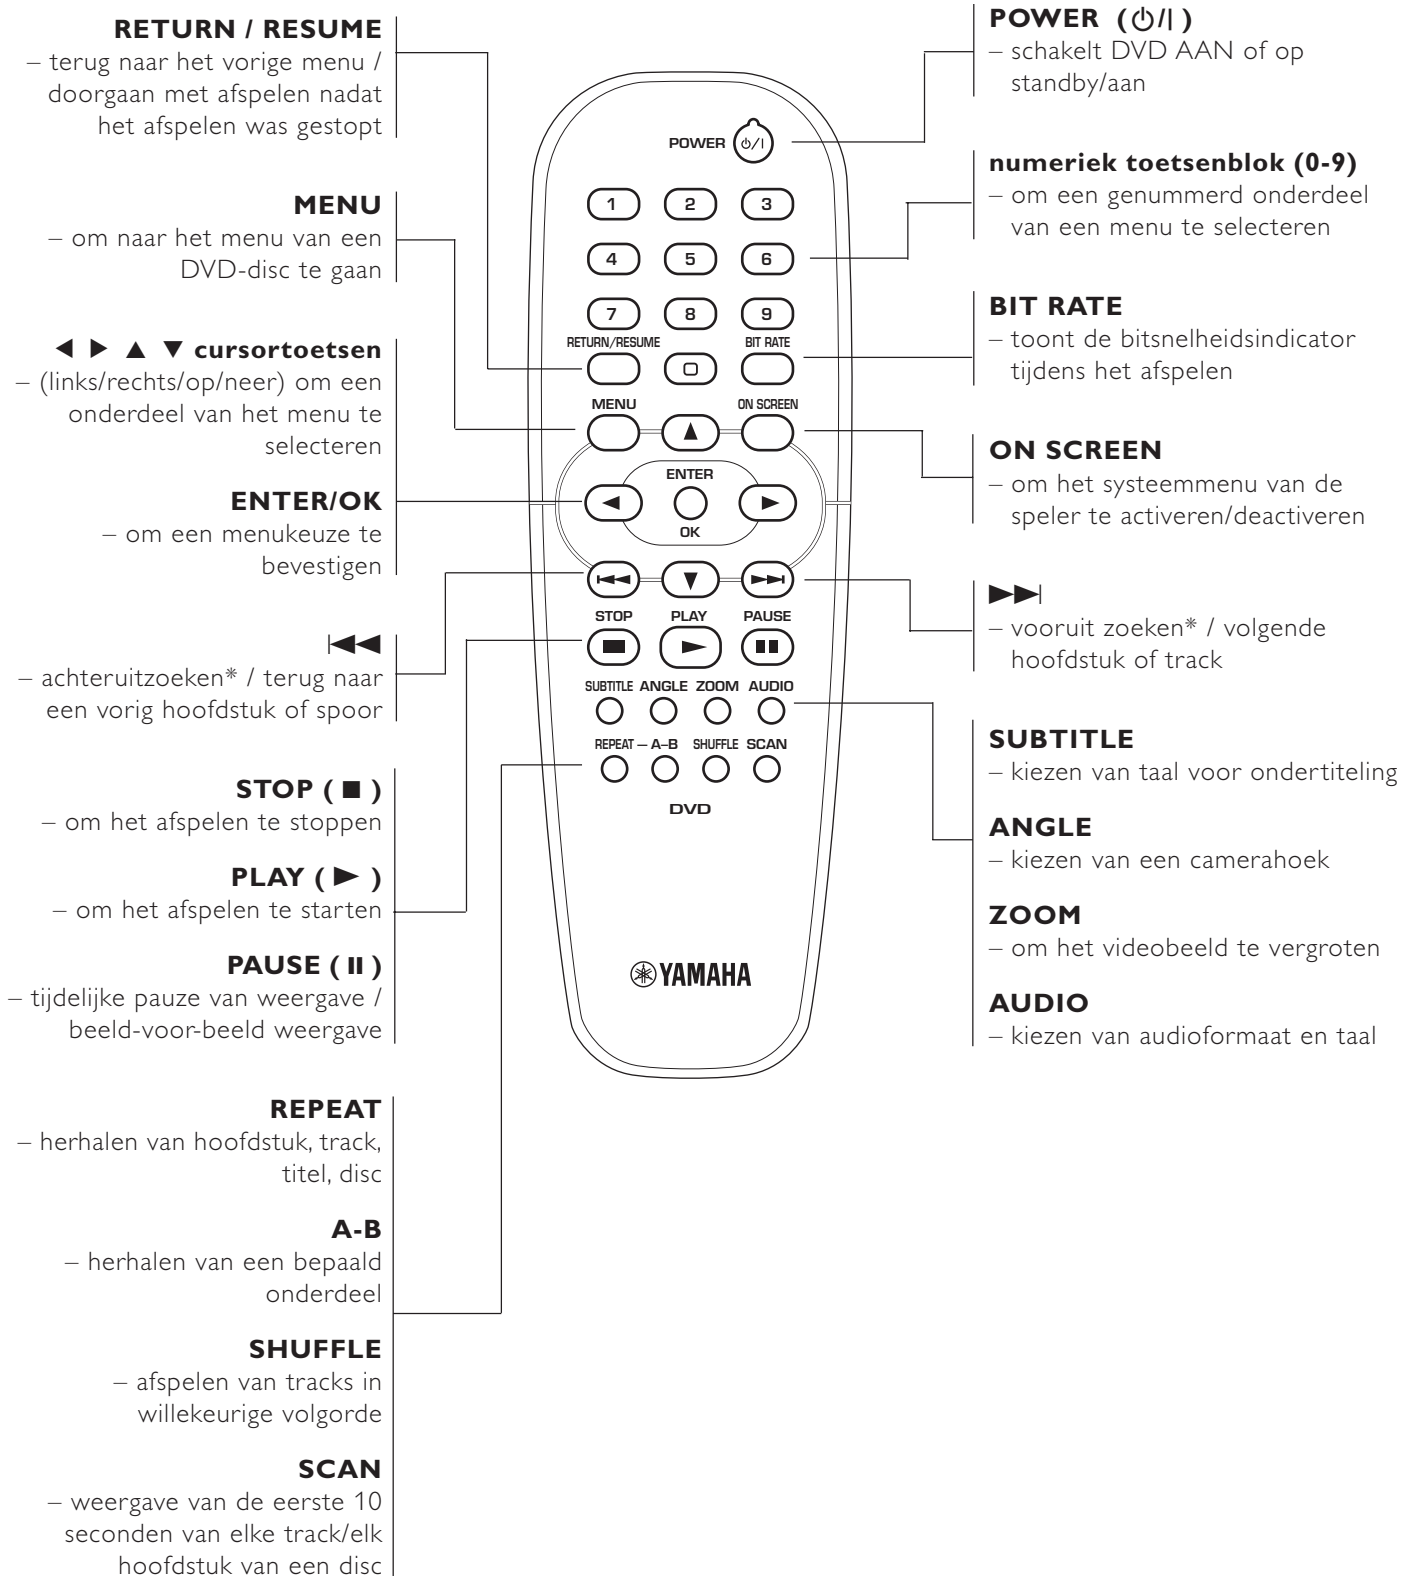 RETURN / RESUME
– terug naar het vorige menu /
doorgaan met afspelen nadat
het afspelen was gestopt
MENU
– om naar het menu van een
DVD-disc te gaan
◀ ▶ ▲ ▼ cursortoetsen
– (links/rechts/op/neer) om een
onderdeel van het menu te
selecteren
ENTER/OK
– om een menukeuze te
bevestigen
|◀◀
– achteruitzoeken* / terug naar
een vorig hoofdstuk of spoor
STOP ( ■ )
– om het afspelen te stoppen
PLAY ( ▶ )
– om het afspelen te starten
PAUSE ( II )
– tijdelijke pauze van weergave /
beeld-voor-beeld weergave
REPEAT
– herhalen van hoofdstuk, track,
titel, disc
A-B
– herhalen van een bepaald
onderdeel
SHUFFLE
– afspelen van tracks in
willekeurige volgorde
SCAN
– weergave van de eerste 10
seconden van elke track/elk
hoofdstuk van een disc
POWER ⏻/I
1 2 3
4 5 6
7 8 9
RETURN/RESUME 0 BIT RATE
MENU ON SCREEN
ENTER
OK
STOP PLAY PAUSE
SUBTITLE ANGLE ZOOM AUDIO
REPEAT – A–B SHUFFLE SCAN
DVD
YAMAHA
POWER (⏻/I )
– schakelt DVD AAN of op
standby/aan
numeriek toetsenblok (0-9)
– om een genummerd onderdeel
van een menu te selecteren
BIT RATE
– toont de bitsnelheidsindicator
tijdens het afspelen
ON SCREEN
– om het systeemmenu van de
speler te activeren/deactiveren
▶▶|
– vooruit zoeken* / volgende
hoofdstuk of track
SUBTITLE
– kiezen van taal voor ondertiteling
ANGLE
– kiezen van een camerahoek
ZOOM
– om het videobeeld te vergroten
AUDIO
– kiezen van audioformaat en taal